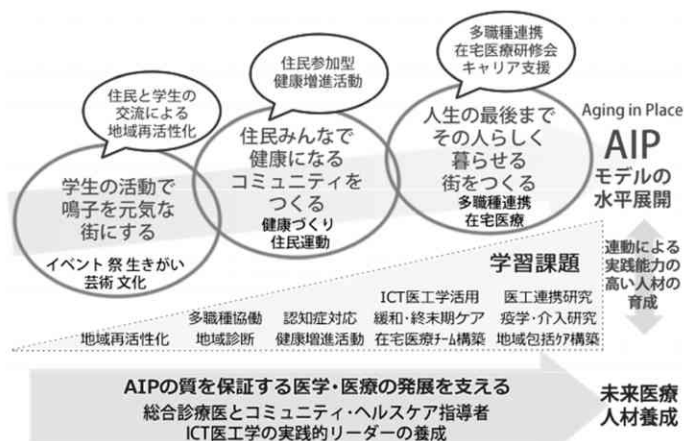 住民と学生の
交流による
地域再活性化
住民参加型
健康増進活動
多職種連携
在宅医療研修会
キャリア支援
学生の活動で
鳴子を元気な
街にする
イベント 祭 生きがい
芸術 文化
住民みんなで
健康になる
コミュニティを
つくる
健康づくり
住民運動
人生の最後まで
その人らしく
暮らせる
街をつくる
多職種連携
在宅医療
Aging in Place
AIP
モデルの
水平展開
連動による
実践能力の
高い人材の
育成
学習課題
地域再活性化
多職種協働
地域診断
認知症対応
健康増進活動
ICT医工学活用
緩和・終末期ケア
在宅医療チーム構築
医工連携研究
疫学・介入研究
地域包括ケア構築
AIPの質を保証する医学・医療の発展を支える
総合診療医とコミュニティ・ヘルスケア指導者
ICT医工学の実践的リーダーの養成
未来医療
人材養成